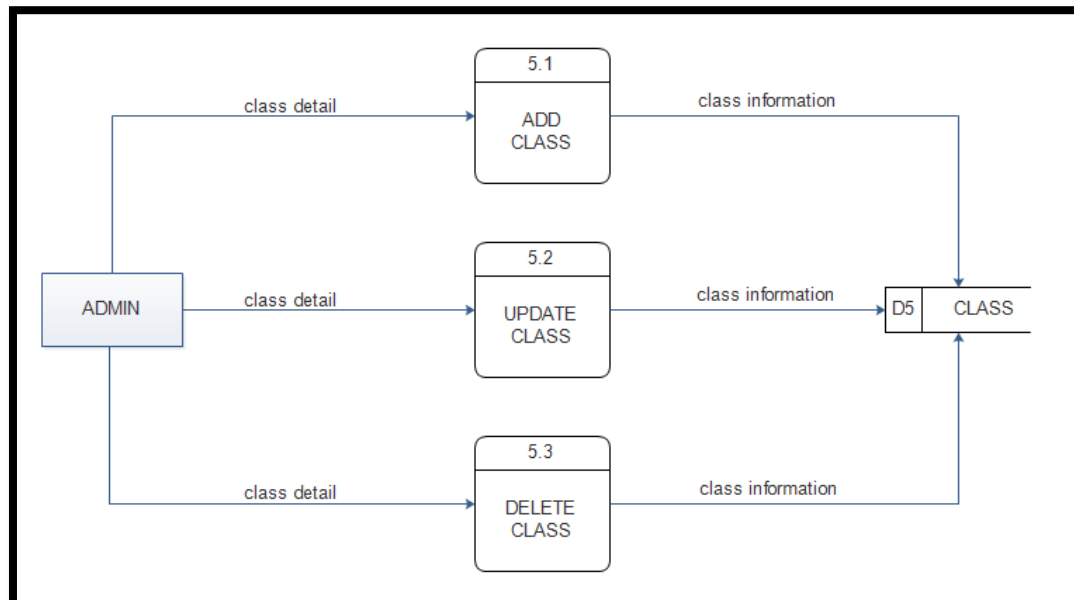 5.1
class detail
ADD
CLASS
class information
5.2
ADMIN
class detail
UPDATE
CLASS
class information
D5
CLASS
5.3
class detail
DELETE
CLASS
class information